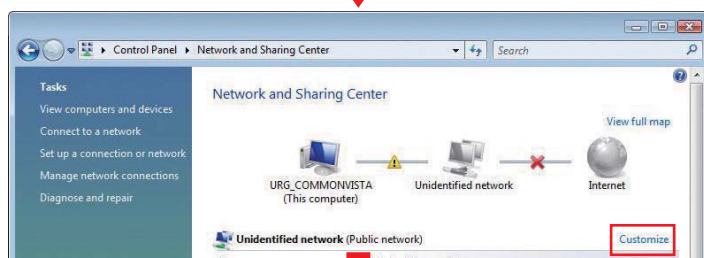 Control Panel ▸ Network and Sharing Center
Search
Tasks
View computers and devices
Connect to a network
Set up a connection or network
Manage network connections
Diagnose and repair
Network and Sharing Center
View full map
URG_COMMONVISTA
(This computer)
Unidentified network
Internet
Unidentified network (Public network)
Customize